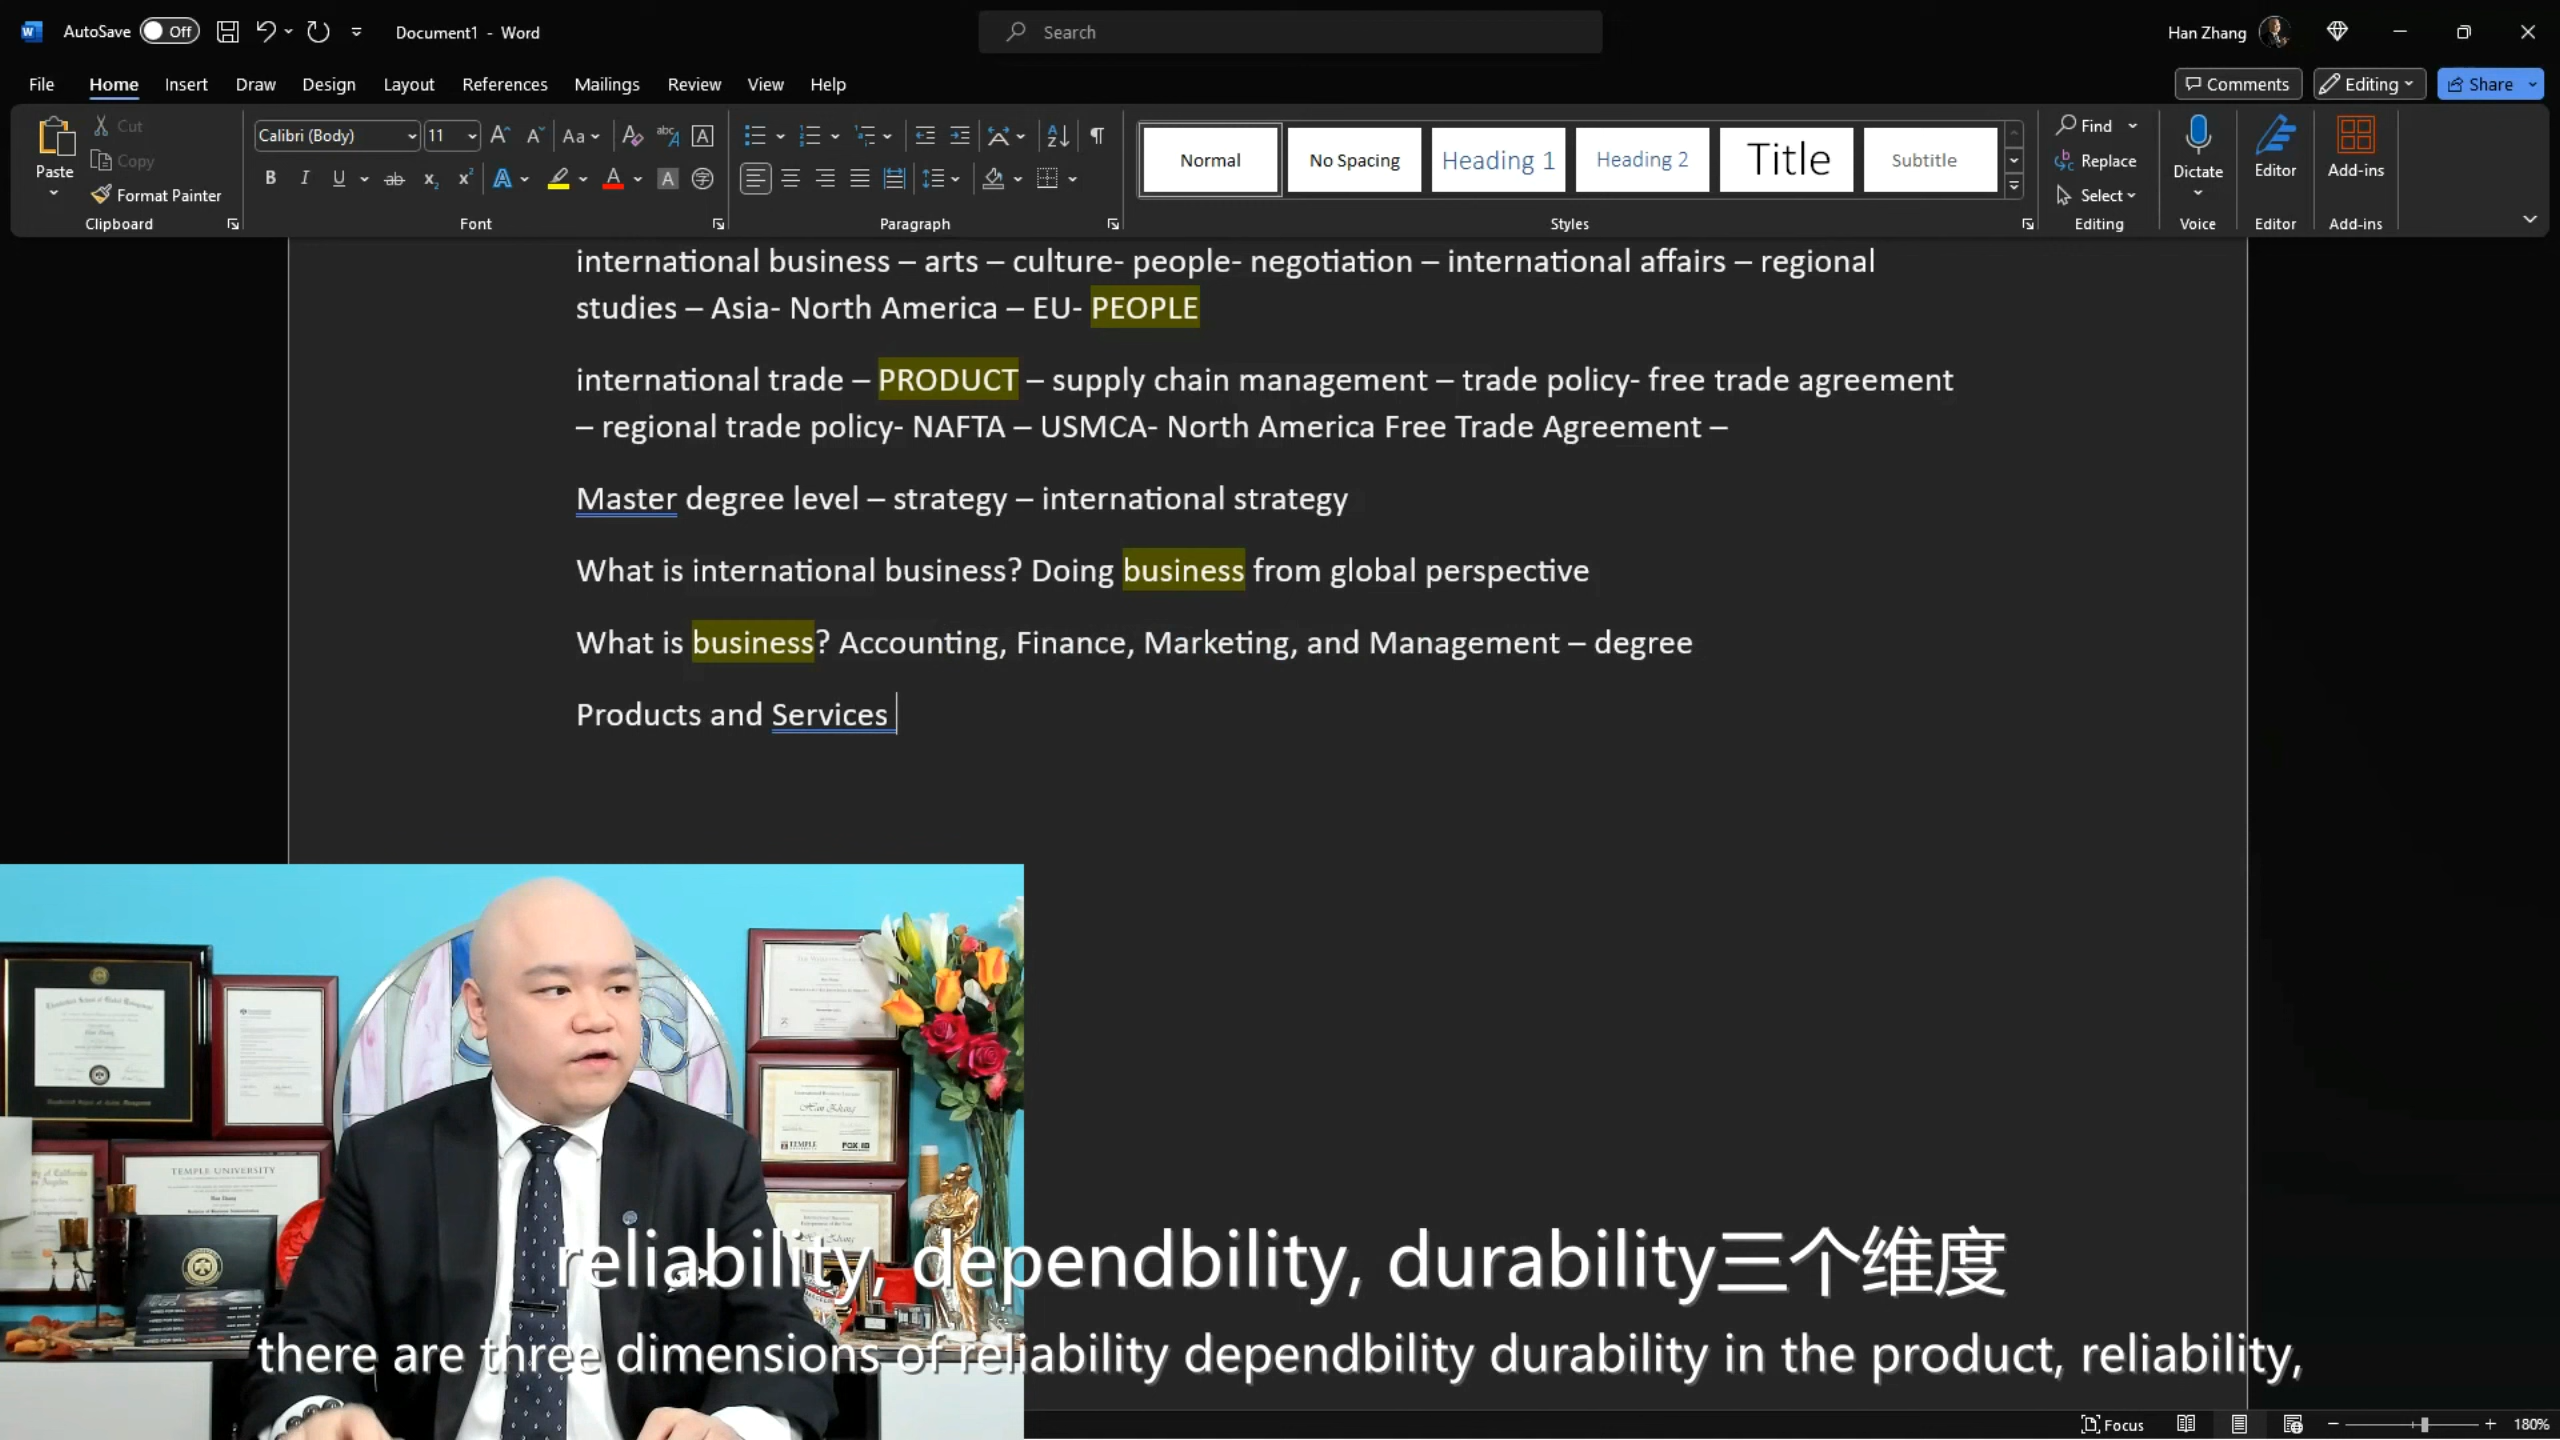 AutoSave Off Document1 - Word Search Han Zhang
File Home Insert Draw Design Layout References Mailings Review View Help Comments Editing Share
Paste Cut Copy Format Painter Clipboard
Calibri (Body) 11 Font
Paragraph
Normal No Spacing Heading 1 Heading 2 Title Subtitle Styles
Find Replace Select Editing
Dictate Voice
Editor Editor
Add-ins Add-ins
international business – arts – culture- people- negotiation – international affairs – regional
studies – Asia- North America – EU- PEOPLE
international trade – PRODUCT – supply chain management – trade policy- free trade agreement
– regional trade policy- NAFTA – USMCA- North America Free Trade Agreement –
Master degree level – strategy – international strategy
What is international business? Doing business from global perspective
What is business? Accounting, Finance, Marketing, and Management – degree
Products and Services
TEMPLE UNIVERSITY
Han Zhang
TEMPLE
reliability, dependbility, durability三个维度
there are three dimensions of reliability dependbility durability in the product, reliability,
Focus 180%